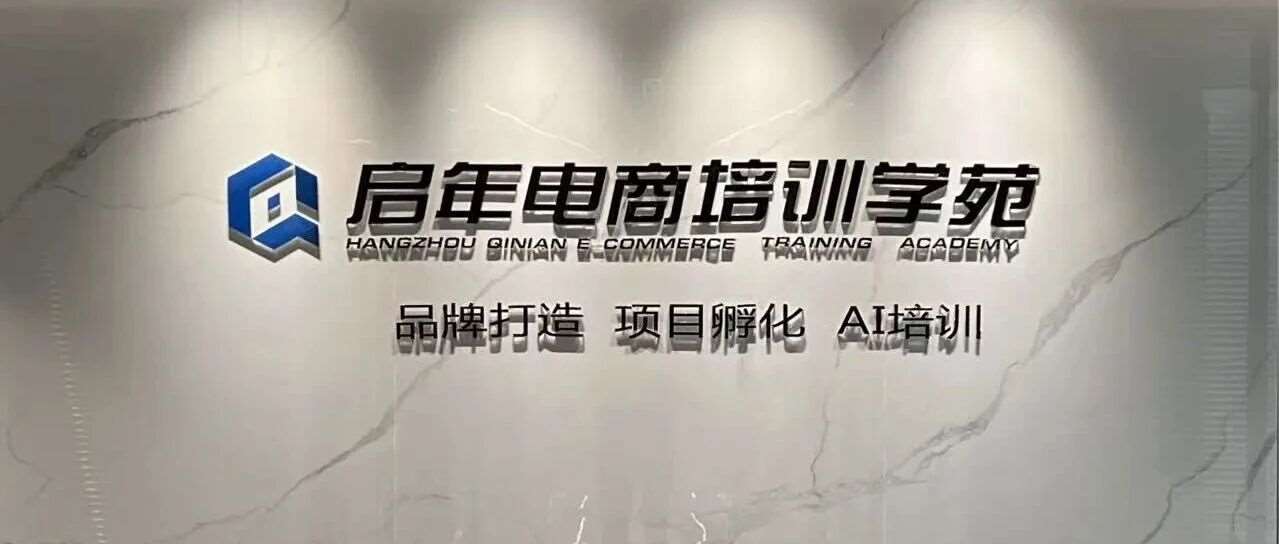 启年电商培训学苑
HANGZHOU QINIAN E-COMMERCE TRAINING ACADEMY
品牌打造 项目孵化 AI培训